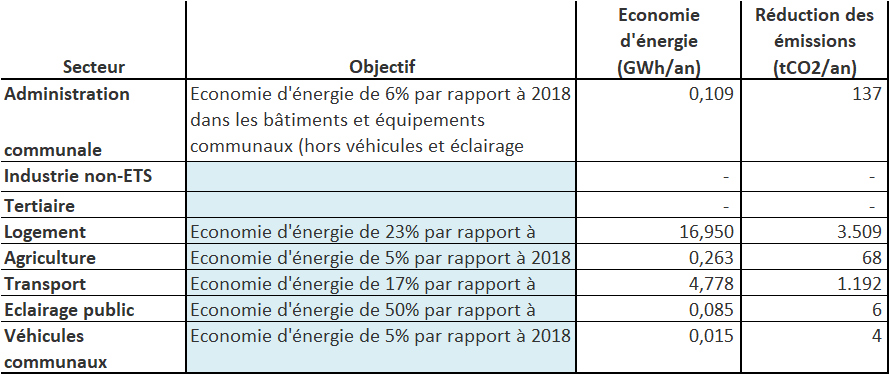 Secteur Objectif Economie d'énergie (GWh/an) Réduction des émissions (tCO2/an)
Administration communale Economie d'énergie de 6% par rapport à 2018 dans les bâtiments et équipements communaux (hors véhicules et éclairage 0,109 137
Industrie non-ETS - -
Tertiaire - -
Logement Economie d'énergie de 23% par rapport à 16,950 3.509
Agriculture Economie d'énergie de 5% par rapport à 2018 0,263 68
Transport Economie d'énergie de 17% par rapport à 4,778 1.192
Eclairage public Economie d'énergie de 50% par rapport à 0,085 6
Véhicules communaux Economie d'énergie de 5% par rapport à 2018 0,015 4